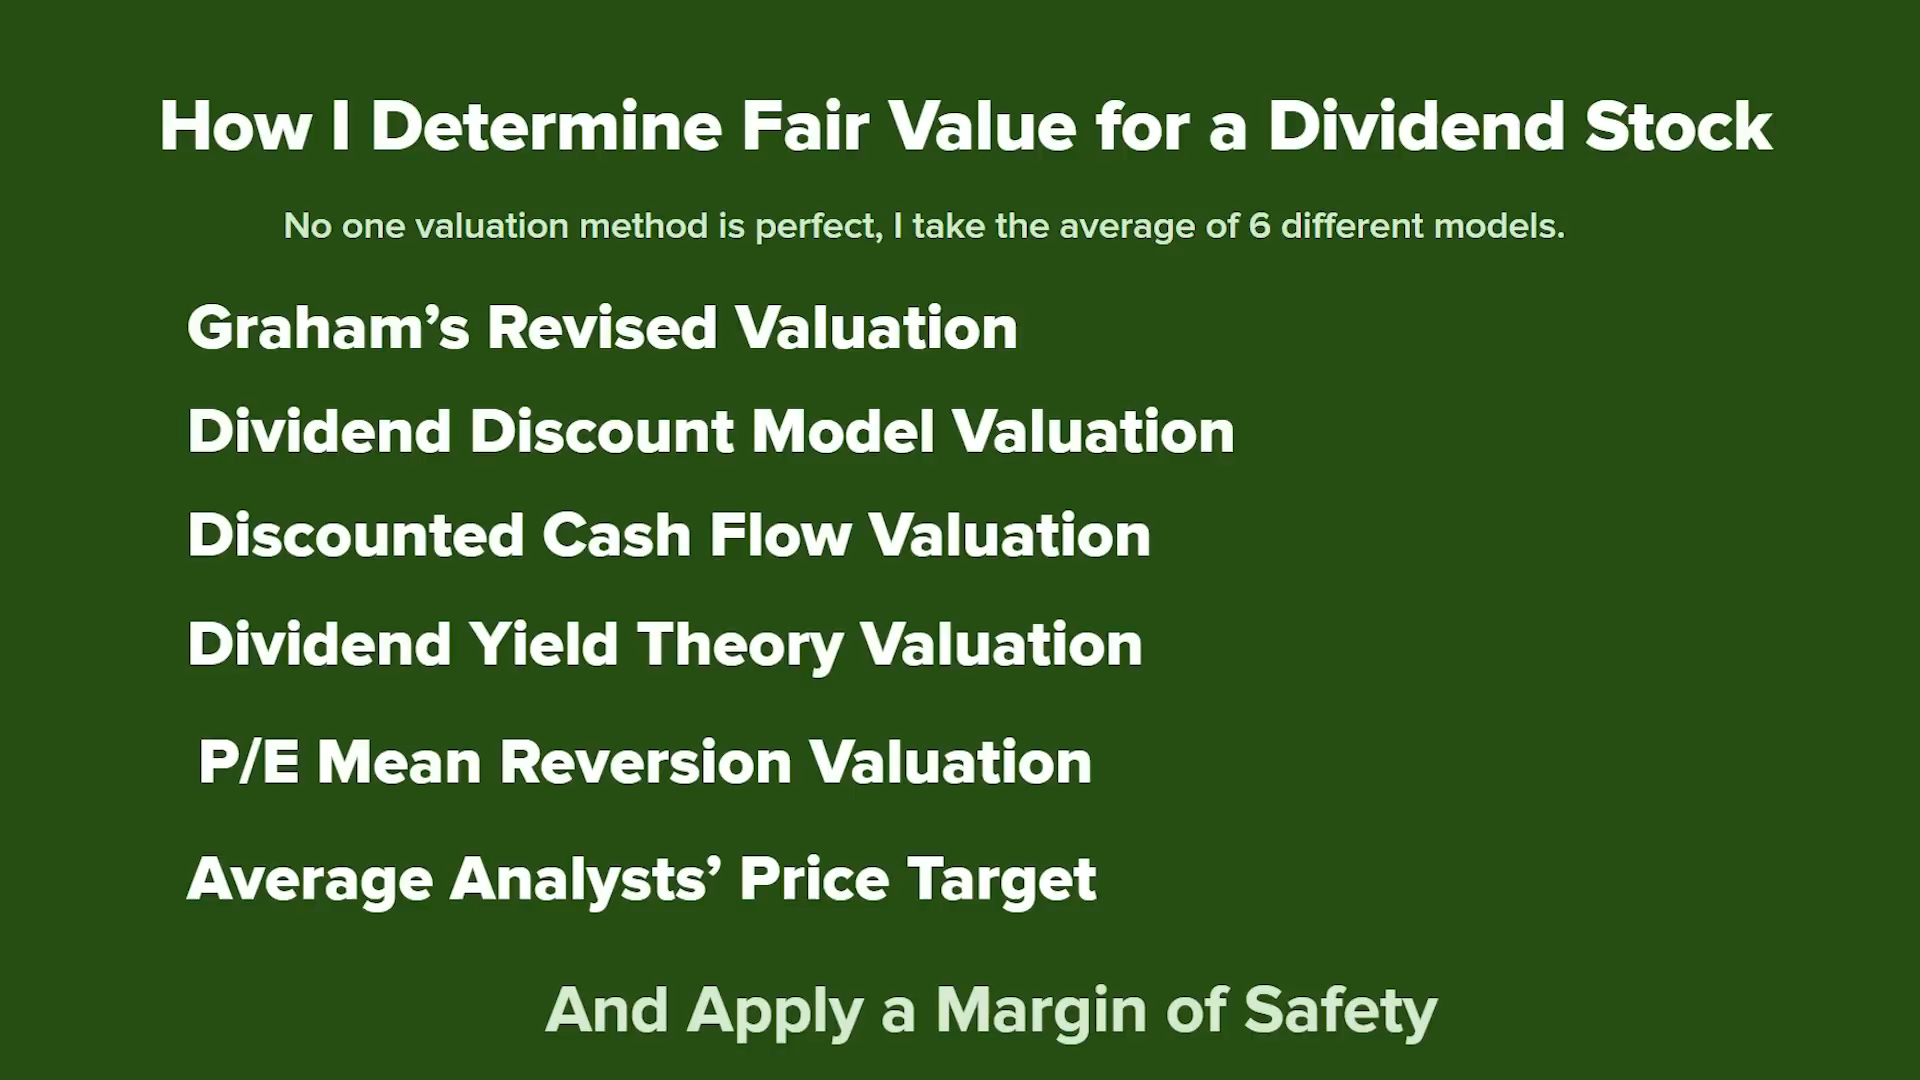 How I Determine Fair Value for a Dividend Stock
No one valuation method is perfect, I take the average of 6 different models.
Graham’s Revised Valuation
Dividend Discount Model Valuation
Discounted Cash Flow Valuation
Dividend Yield Theory Valuation
P/E Mean Reversion Valuation
Average Analysts’ Price Target
And Apply a Margin of Safety